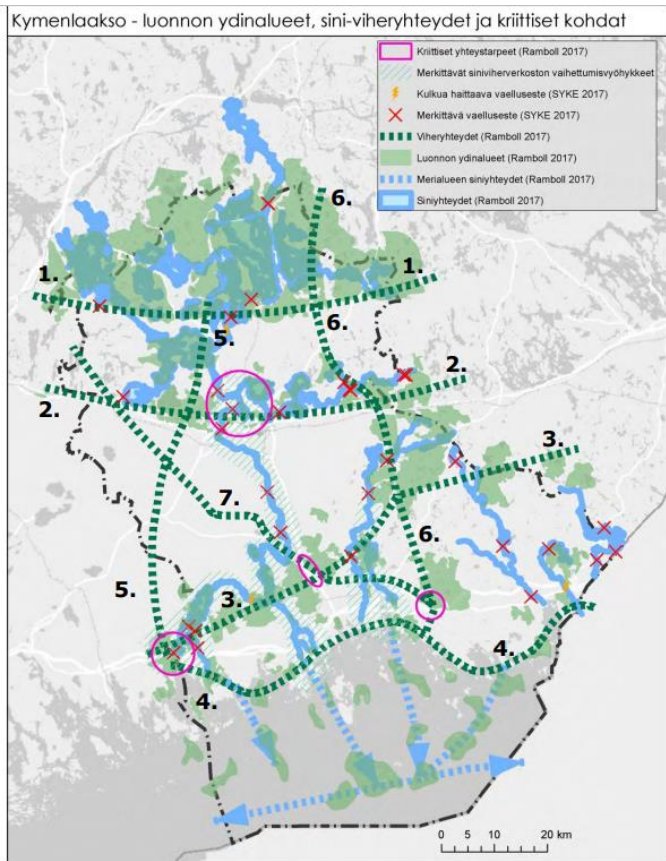 Kymenlaakso - luonnon ydinalueet, sini-viheryhteydet ja kriittiset kohdat
Kriittiset yhteystarpeet (Ramboll 2017)
Merkittävät siniviherverkoston vaihettumisvyöhykkeet
Kulkua haittaava vaelluseste (SYKE 2017)
Merkittävä vaelluseste (SYKE 2017)
Viheryhteydet (Ramboll 2017)
Luonnon ydinalueet (Ramboll 2017)
Merialueen siniyhteydet (Ramboll 2017)
Siniyhteydet (Ramboll 2017)
6.
1.
1.
6.
5.
2.
2.
3.
7.
6.
5.
3.
4.
4.
0 5 10 20 km